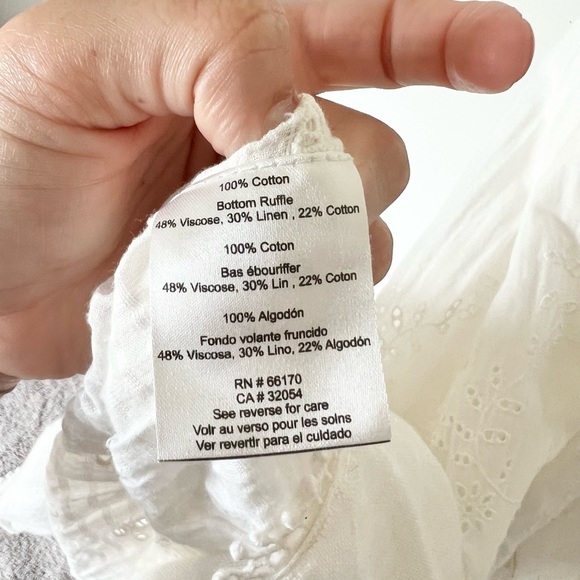 100% Cotton
Bottom Ruffle
48% Viscose, 30% Linen , 22% Cotton
100% Coton
Bas ébouriffer
48% Viscose, 30% Lin , 22% Coton
100% Algodón
Fondo volante fruncido
48% Viscosa, 30% Lino, 22% Algodón
RN # 66170
CA # 32054
See reverse for care
Voir au verso pour les soins
Ver revertir para el cuidado